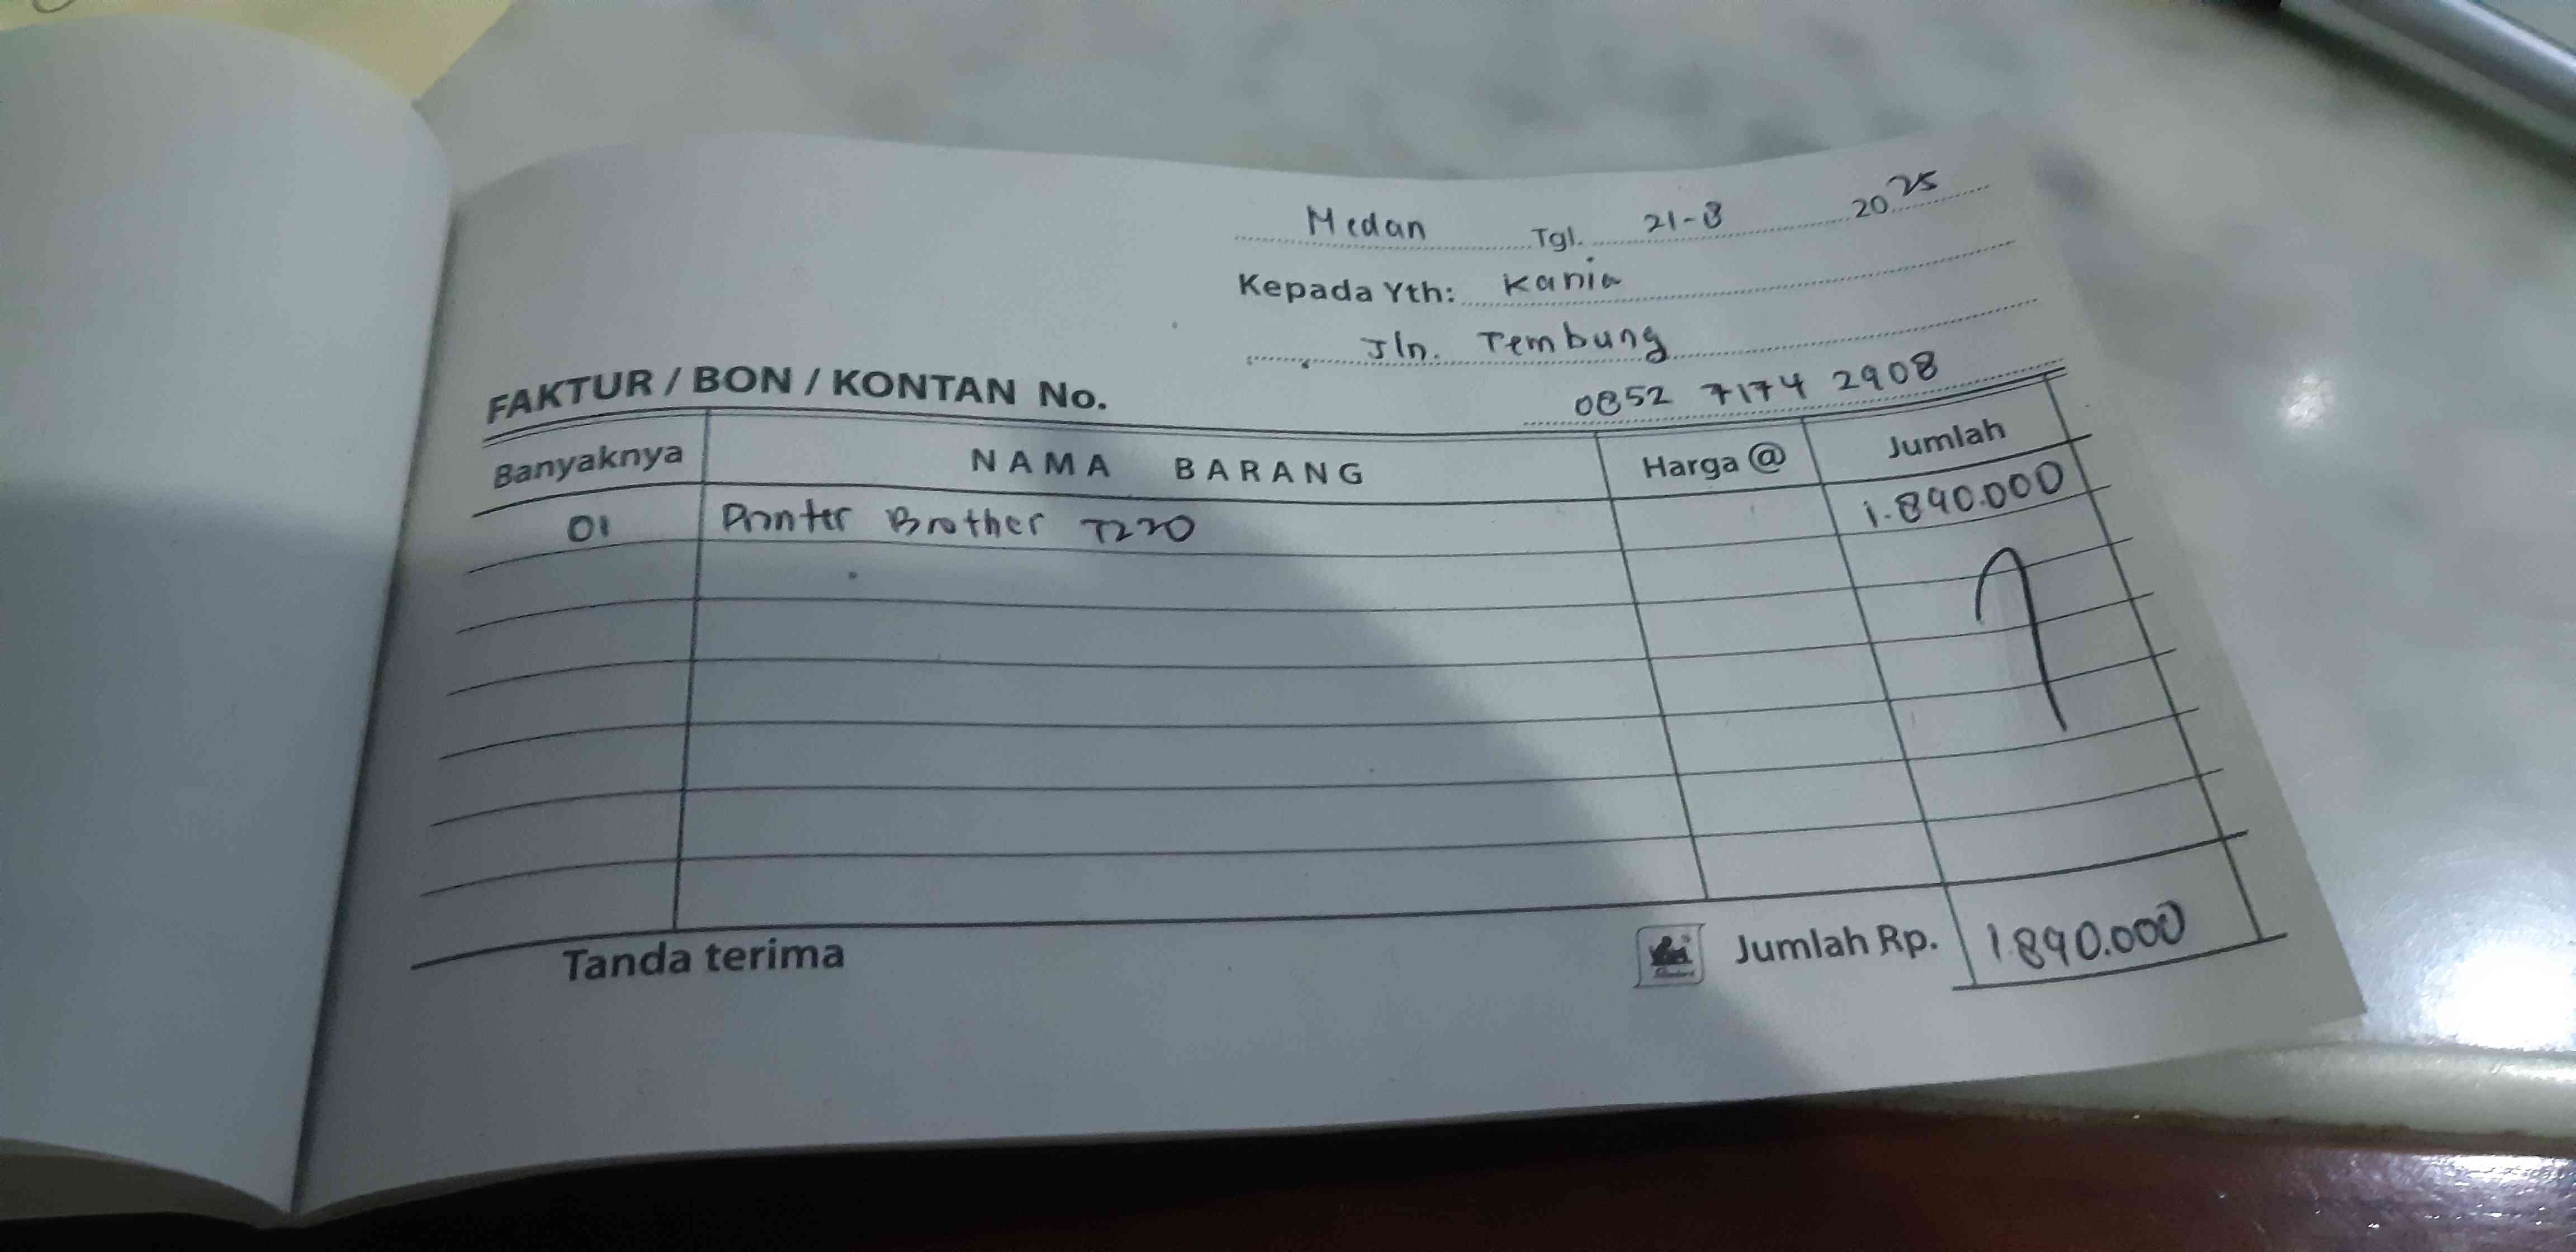 Medan Tgl. 21-8 2025
Kepada Yth: Kania
Jln. Tembung
0852 7174 2908
FAKTUR / BON / KONTAN No.
Banyaknya NAMA BARANG Harga @ Jumlah
01 Printer Brother T220 1.890.000
Tanda terima Jumlah Rp. 1.890.000